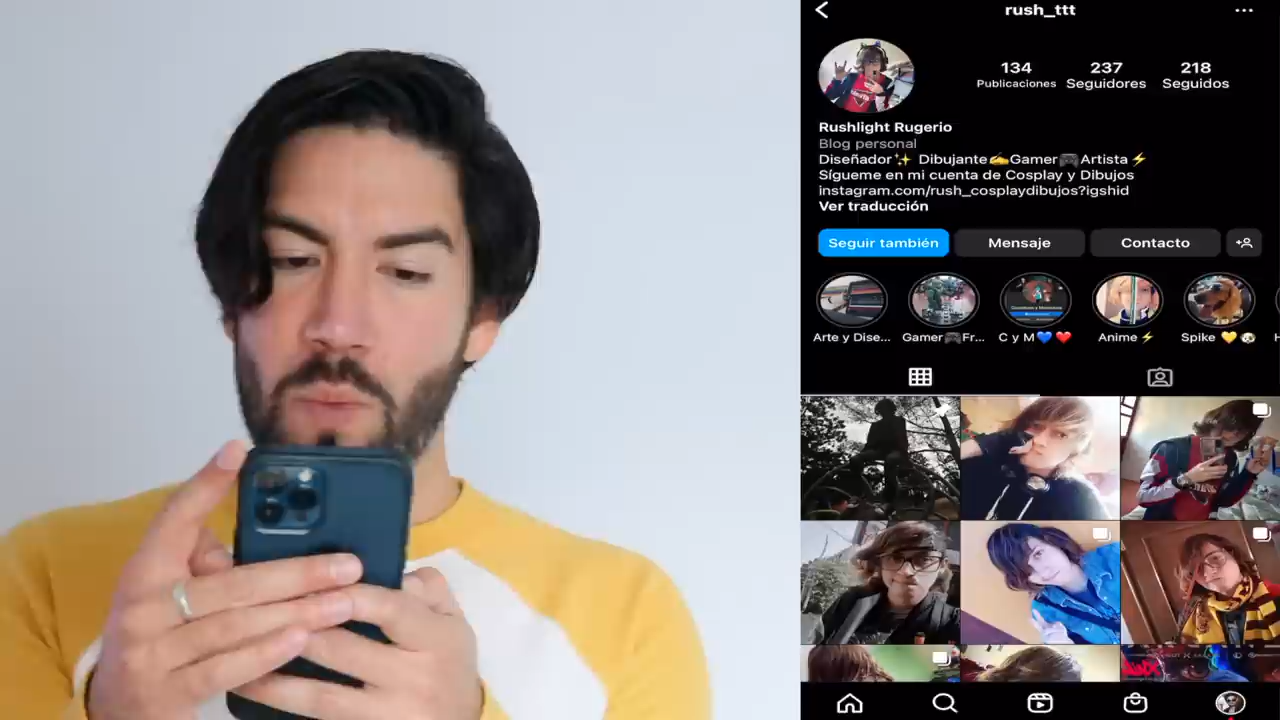 rush_ttt
134
237
218
Publicaciones
Seguidores
Seguidos
Rushlight Rugerio
Blog personal
Diseñador✨ Dibujante✍Gamer🎮Artista⚡
Sígueme en mi cuenta de Cosplay y Dibujos
instagram.com/rush_cosplaydibujos?igshid
Ver traducción
Seguir también
Mensaje
Contacto
Arte y Dise...
Gamer🎮Fr...
C y M💙❤️
Anime⚡
Spike 💛🐶